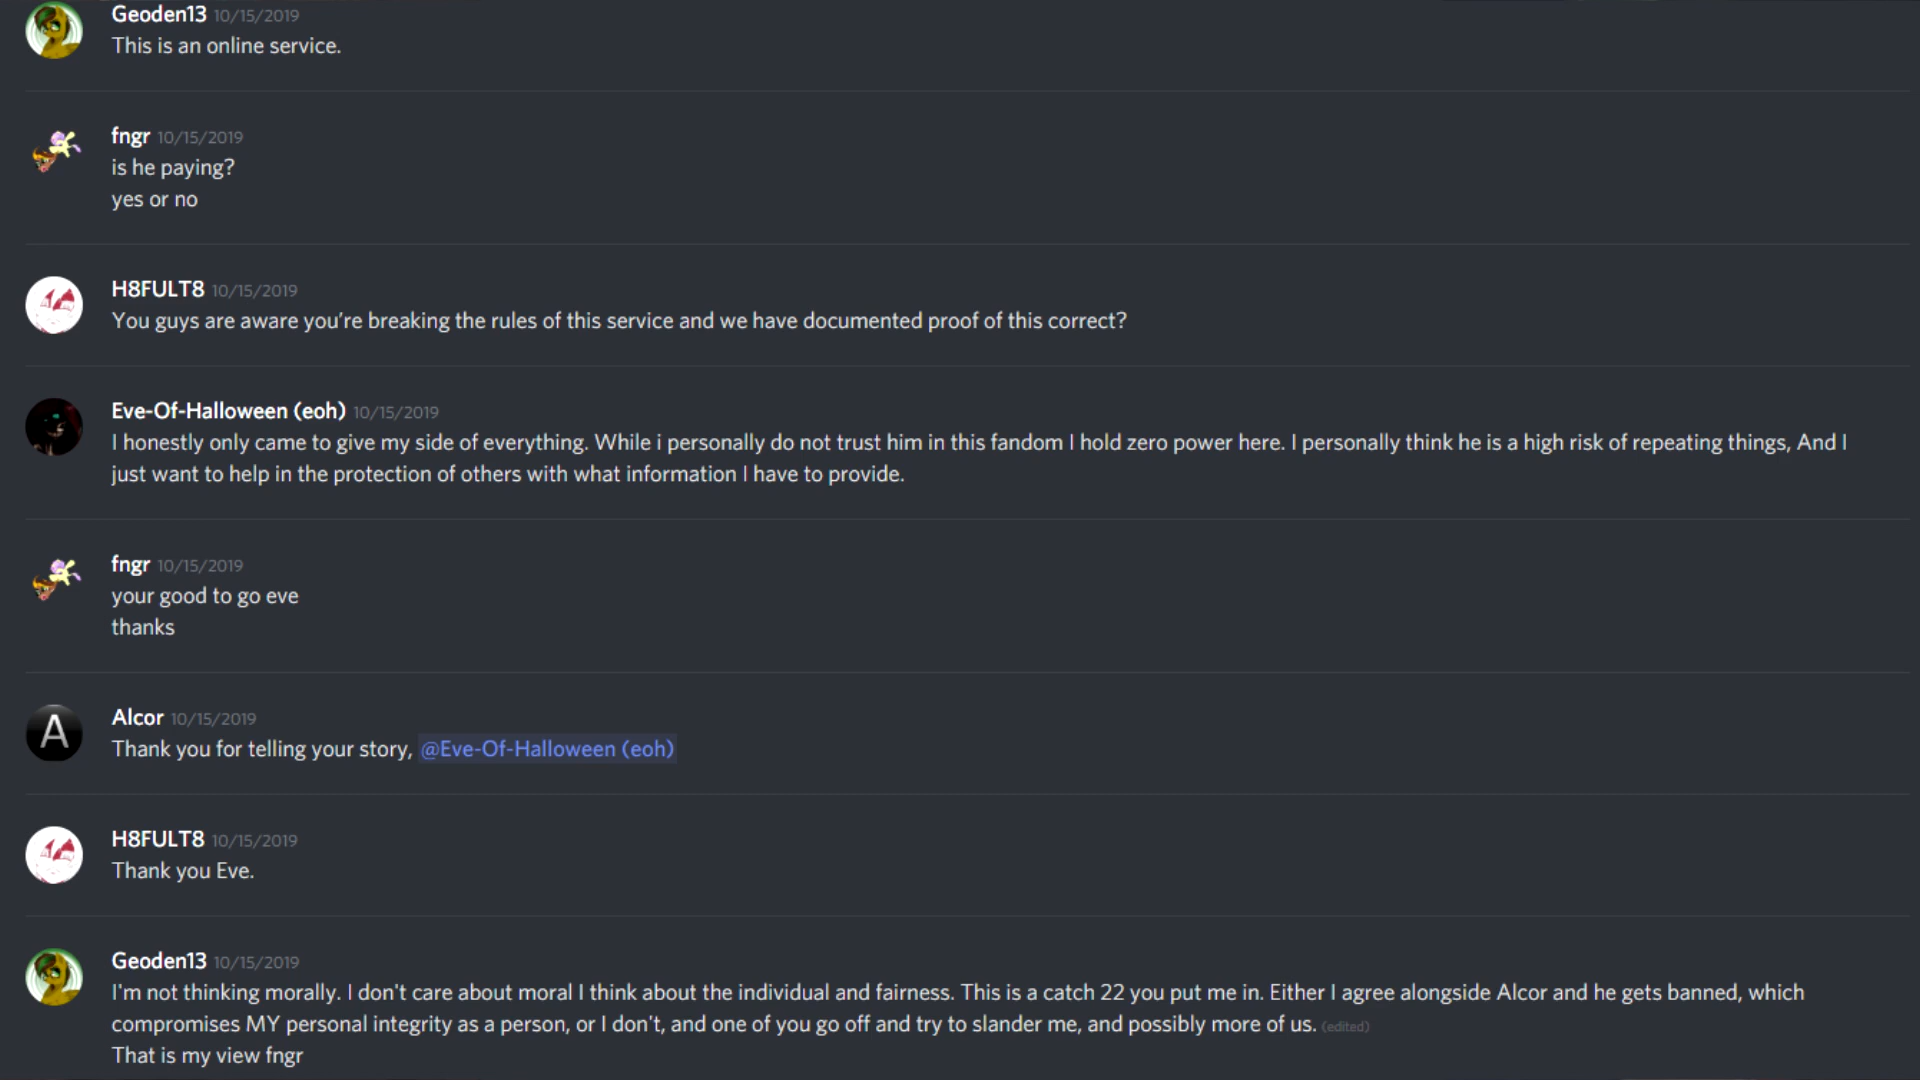 Geoden13 10/15/2019
This is an online service.
fngr 10/15/2019
is he paying?
yes or no
H8FULT8 10/15/2019
You guys are aware you're breaking the rules of this service and we have documented proof of this correct?
Eve-Of-Halloween (eoh) 10/15/2019
I honestly only came to give my side of everything. While i personally do not trust him in this fandom I hold zero power here. I personally think he is a high risk of repeating things, And I
just want to help in the protection of others with what information I have to provide.
fngr 10/15/2019
your good to go eve
thanks
A
Alcor 10/15/2019
Thank you for telling your story, @Eve-Of-Halloween (eoh)
H8FULT8 10/15/2019
Thank you Eve.
Geoden13 10/15/2019
I'm not thinking morally. I don't care about moral I think about the individual and fairness. This is a catch 22 you put me in. Either I agree alongside Alcor and he gets banned, which
compromises MY personal integrity as a person, or I don't, and one of you go off and try to slander me, and possibly more of us. (edited)
That is my view fngr